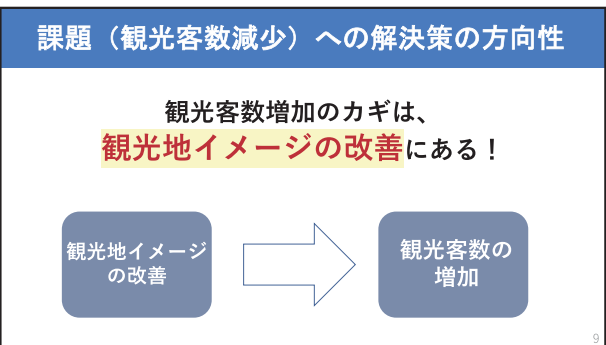 課題（観光客数減少）への解決策の方向性
観光客数増加のカギは、
観光地イメージの改善にある！
観光地イメージ
の改善
観光客数の
増加
9